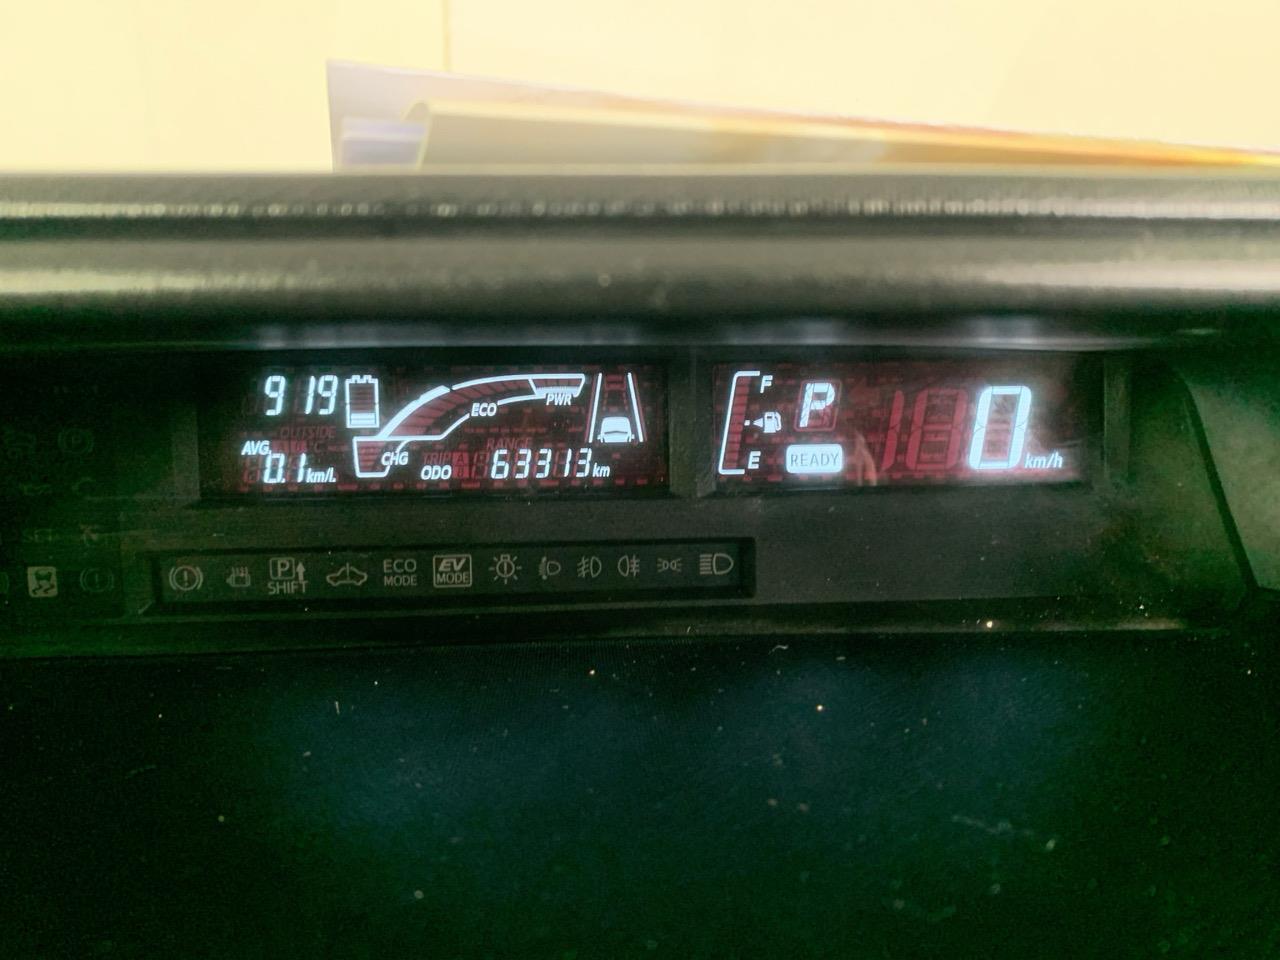 9 19
ECO
PWR
AVG
CHG
0.1 km/L
ODO 63313 km
F
P
E
READY
0 km/h
P SHIFT
ECO MODE
EV MODE